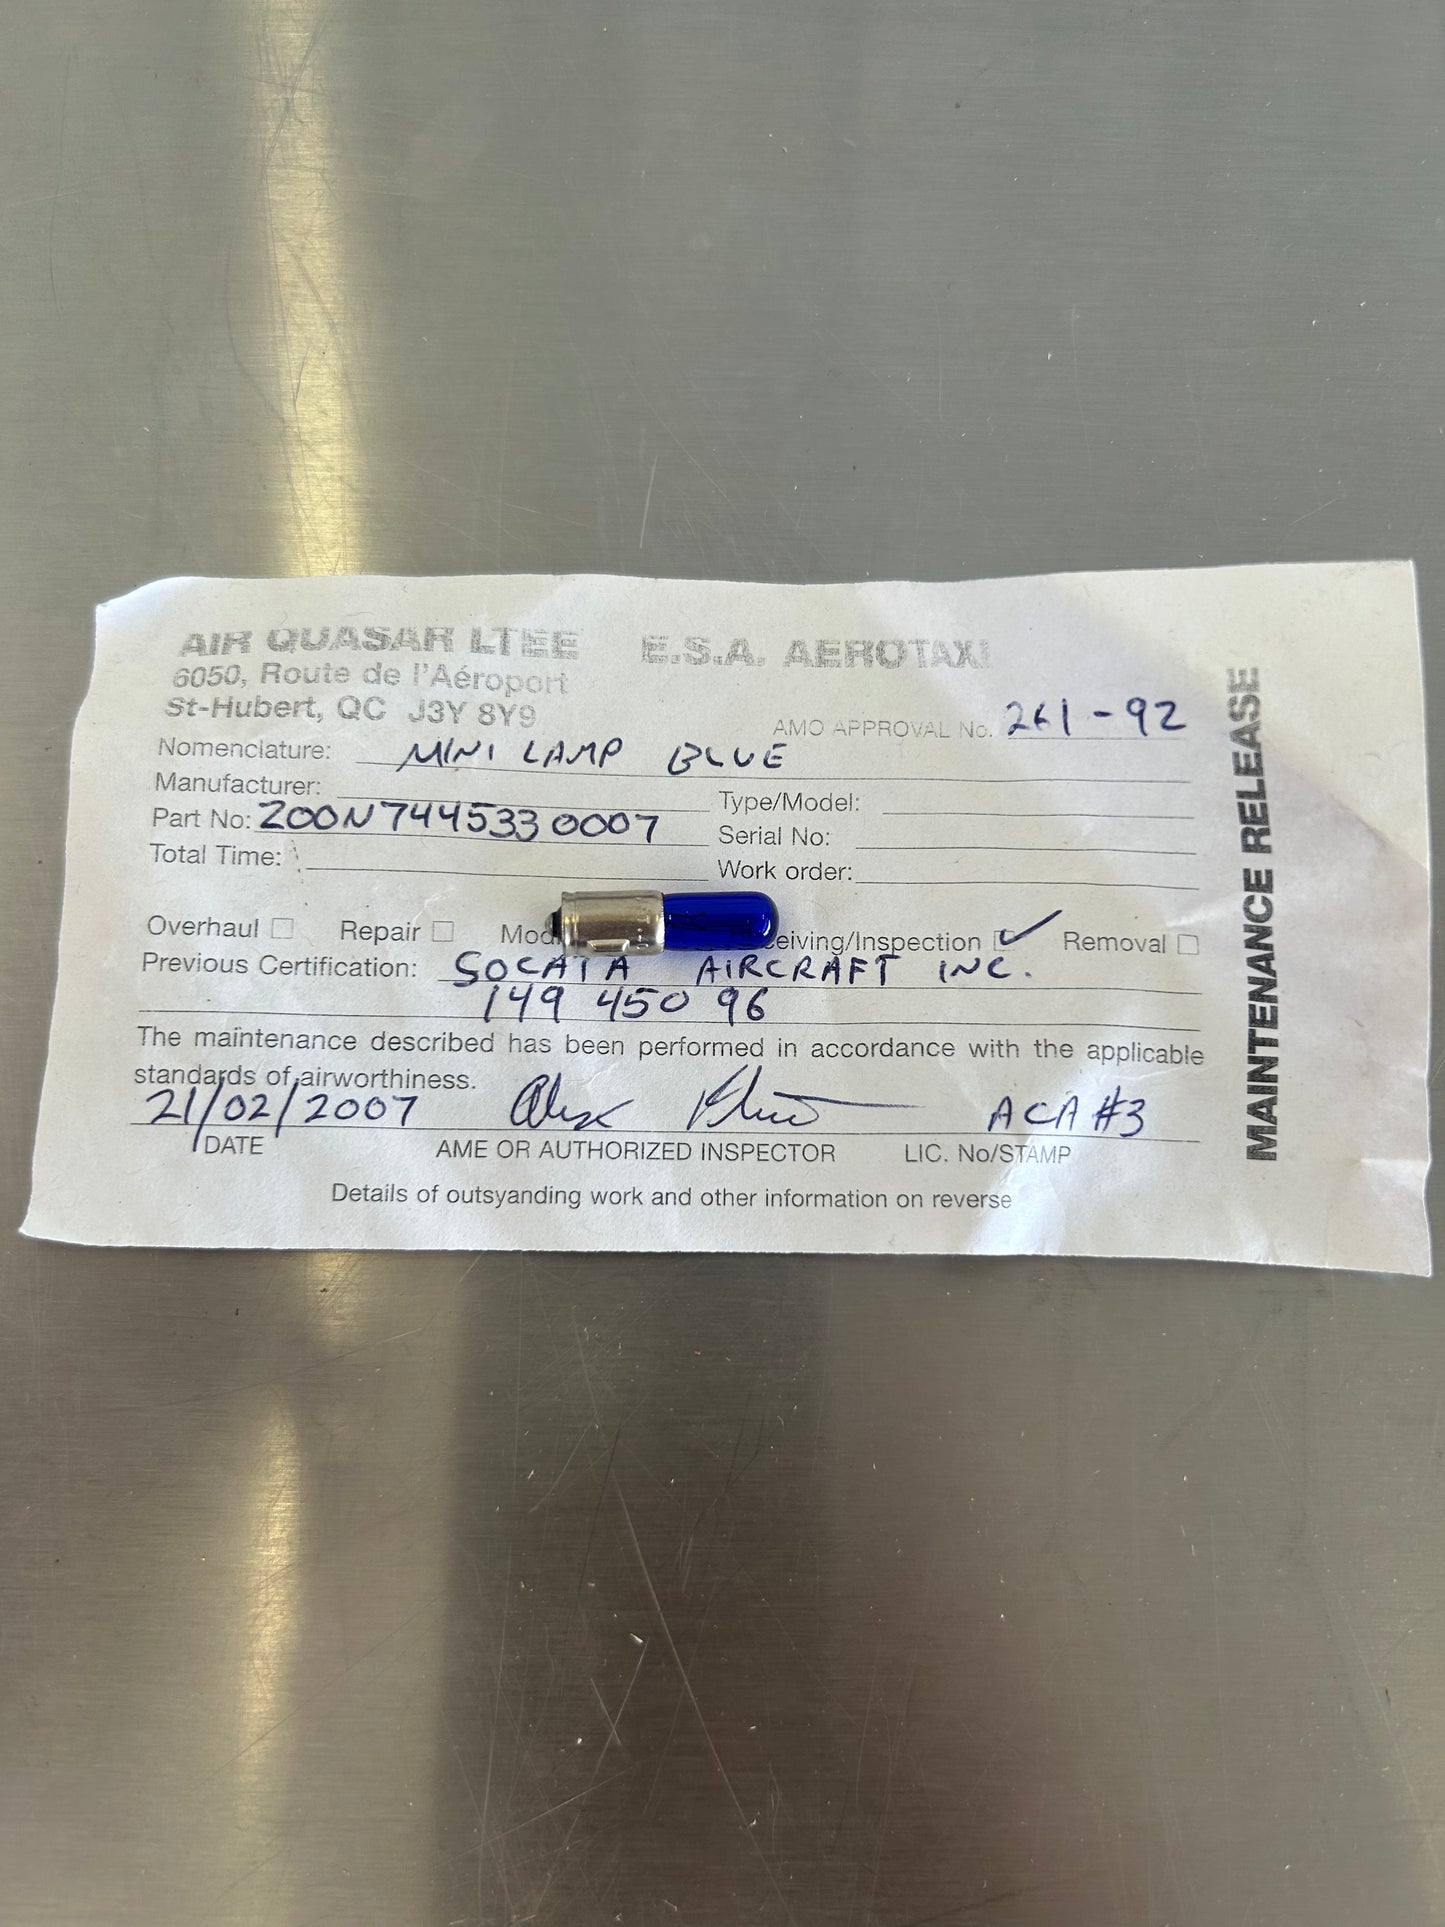 AIR QUASAR LTEE E.S.A. AEROTAXI
6050, Route de l'Aéroport
St-Hubert, QC J3Y 8Y9
AMO APPROVAL No. 261-92
Nomenclature: MINI LAMP BLUE
Manufacturer:
Type/Model:
Part No: Z00N7445330007
Serial No:
Total Time:
Work order:
Overhaul Repair Mod eiving/Inspection ✓ Removal
Previous Certification: SOCATA AIRCRAFT INC.
149 450 96
The maintenance described has been performed in accordance with the applicable
standards of airworthiness.
21/02/2007 Alex ACA #3
DATE AME OR AUTHORIZED INSPECTOR LIC. No/STAMP
Details of outsyanding work and other information on reverse
MAINTENANCE RELEASE